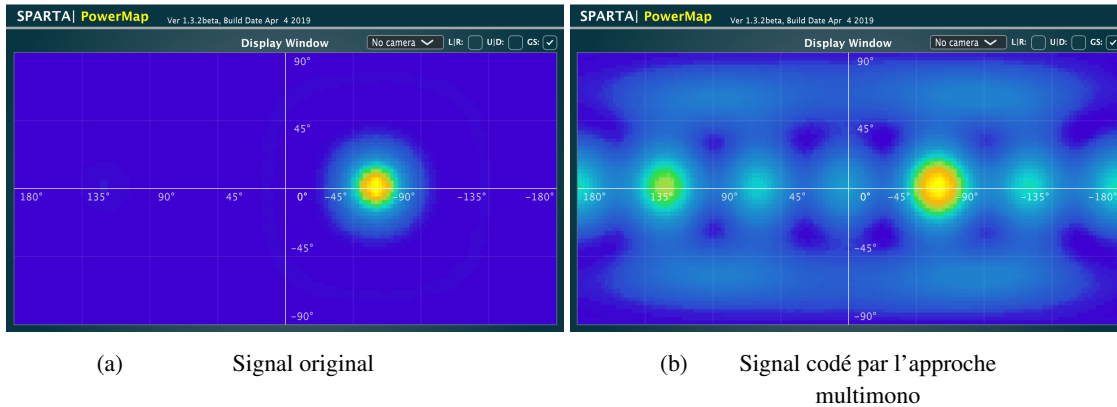 SPARTA| PowerMap Ver 1.3.2beta, Build Date Apr 4 2019
Display Window No camera L|R: U|D: GS:
90°
45°
180° 135° 90° 45° 0° -45° -90° -135° -180°
-45°
-90°
(a) Signal original
SPARTA| PowerMap Ver 1.3.2beta, Build Date Apr 4 2019
Display Window No camera L|R: U|D: GS:
90°
45°
180° 135° 90° 45° 0° -45° -90° -135° -180°
-45°
-90°
(b) Signal codé par l'approche
multimono